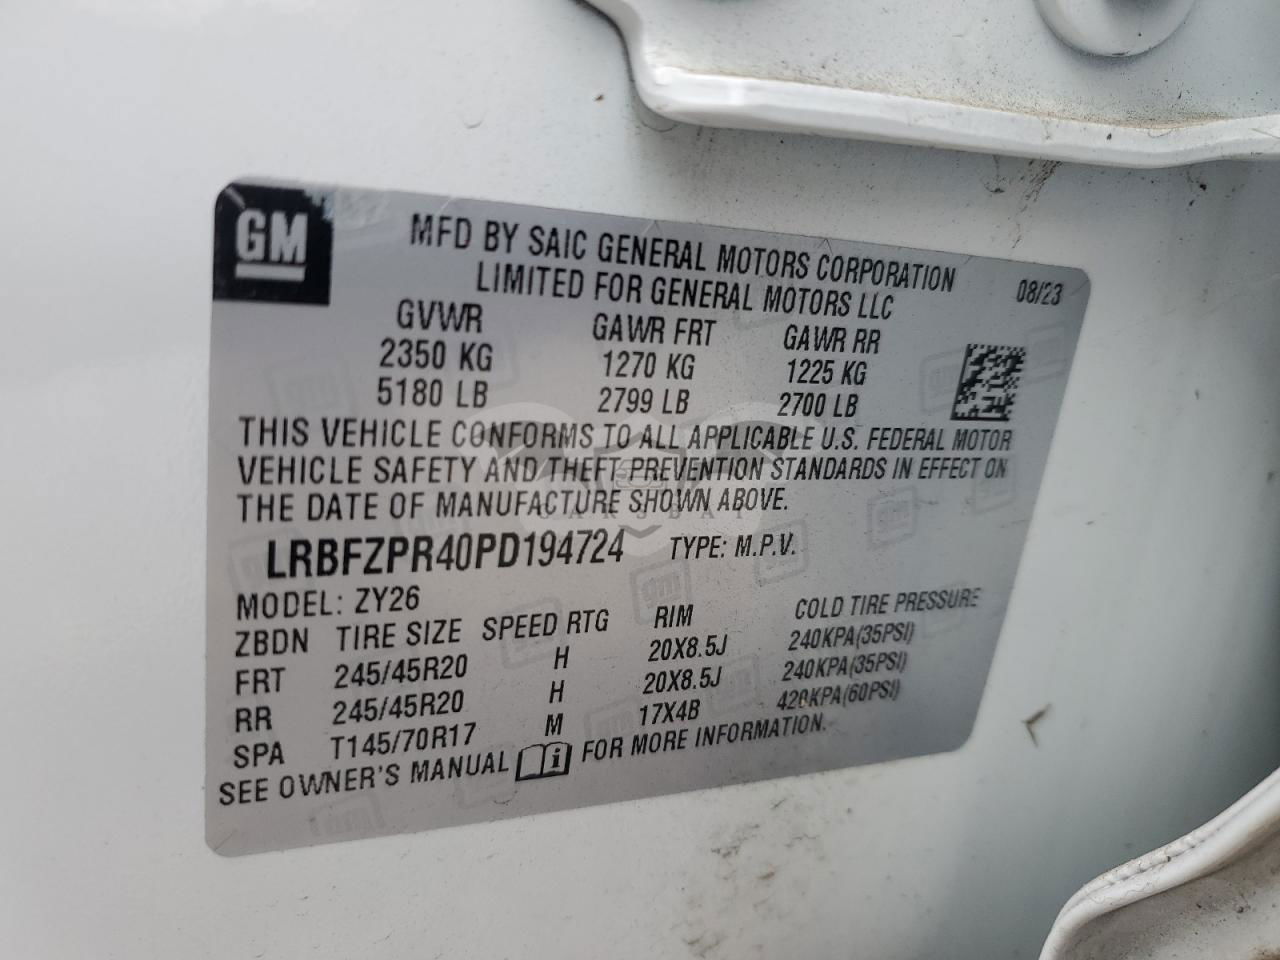 GM
MFD BY SAIC GENERAL MOTORS CORPORATION
LIMITED FOR GENERAL MOTORS LLC
08/23
GVWR GAWR FRT GAWR RR
2350 KG 1270 KG 1225 KG
5180 LB 2799 LB 2700 LB
THIS VEHICLE CONFORMS TO ALL APPLICABLE U.S. FEDERAL MOTOR
VEHICLE SAFETY AND THEFT PREVENTION STANDARDS IN EFFECT ON
THE DATE OF MANUFACTURE SHOWN ABOVE.
LRBFZPR40PD194724 TYPE: M.P.V.
MODEL: ZY26
ZBDN TIRE SIZE SPEED RTG RIM COLD TIRE PRESSURE
FRT 245/45R20 H 20X8.5J 240KPA(35PSI)
RR 245/45R20 H 20X8.5J 240KPA(35PSI)
SPA T145/70R17 M 17X4B 420KPA(60PSI)
SEE OWNER'S MANUAL i FOR MORE INFORMATION.